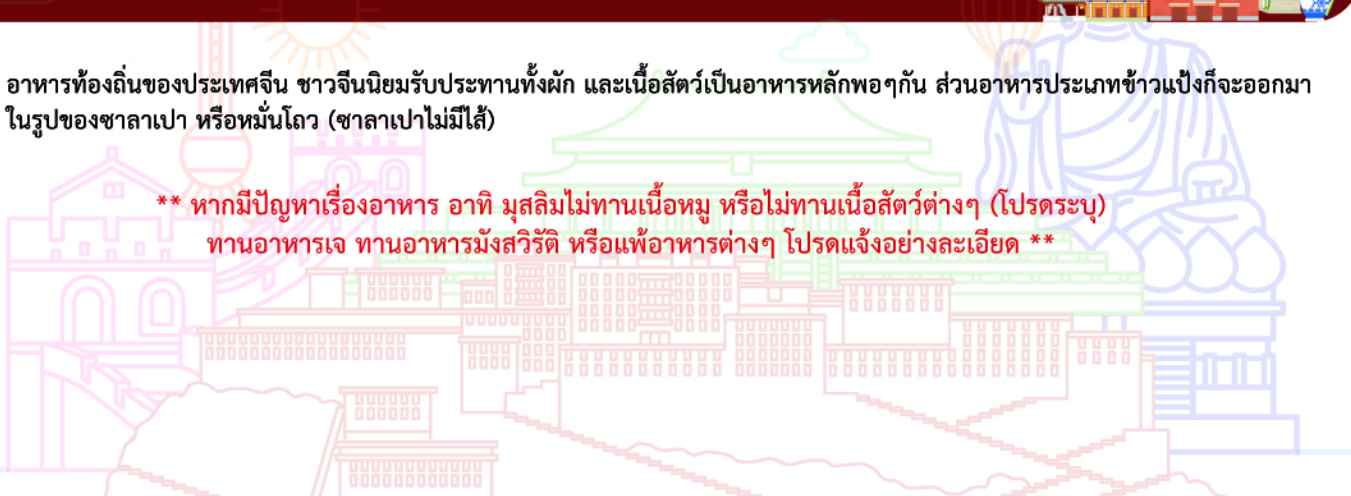 อาหารท้องถิ่นของประเทศจีน ชาวจีนนิยมรับประทานทั้งผัก และเนื้อสัตว์เป็นอาหารหลักพอๆกัน ส่วนอาหารประเภทข้าวแป้งก็จะออกมา
ในรูปของซาลาเปา หรือหมั่นโถว (ซาลาเปาไม่มีไส้)
** หากมีปัญหาเรื่องอาหาร อาทิ มุสลิมไม่ทานเนื้อหมู หรือไม่ทานเนื้อสัตว์ต่างๆ (โปรดระบุ)
ทานอาหารเจ ทานอาหารมังสวิรัติ หรือแพ้อาหารต่างๆ โปรดแจ้งอย่างละเอียด **